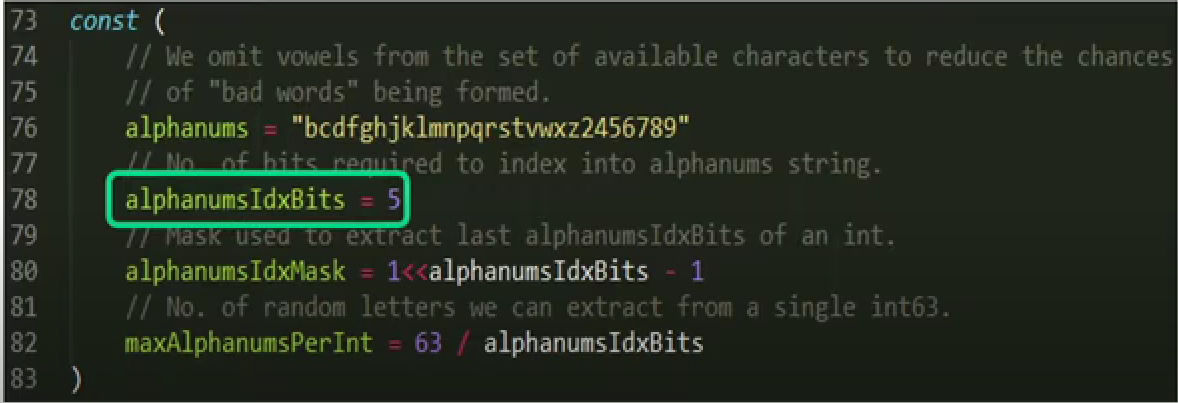 73 const (
74 // We omit vowels from the set of available characters to reduce the chances
75 // of "bad words" being formed.
76 alphanums = "bcdfghjklmnpqrstvwxz2456789"
77 // No. of bits required to index into alphanums string.
78 alphanumsIdxBits = 5
79 // Mask used to extract last alphanumsIdxBits of an int.
80 alphanumsIdxMask = 1<<alphanumsIdxBits - 1
81 // No. of random letters we can extract from a single int63.
82 maxAlphanumsPerInt = 63 / alphanumsIdxBits
83 )